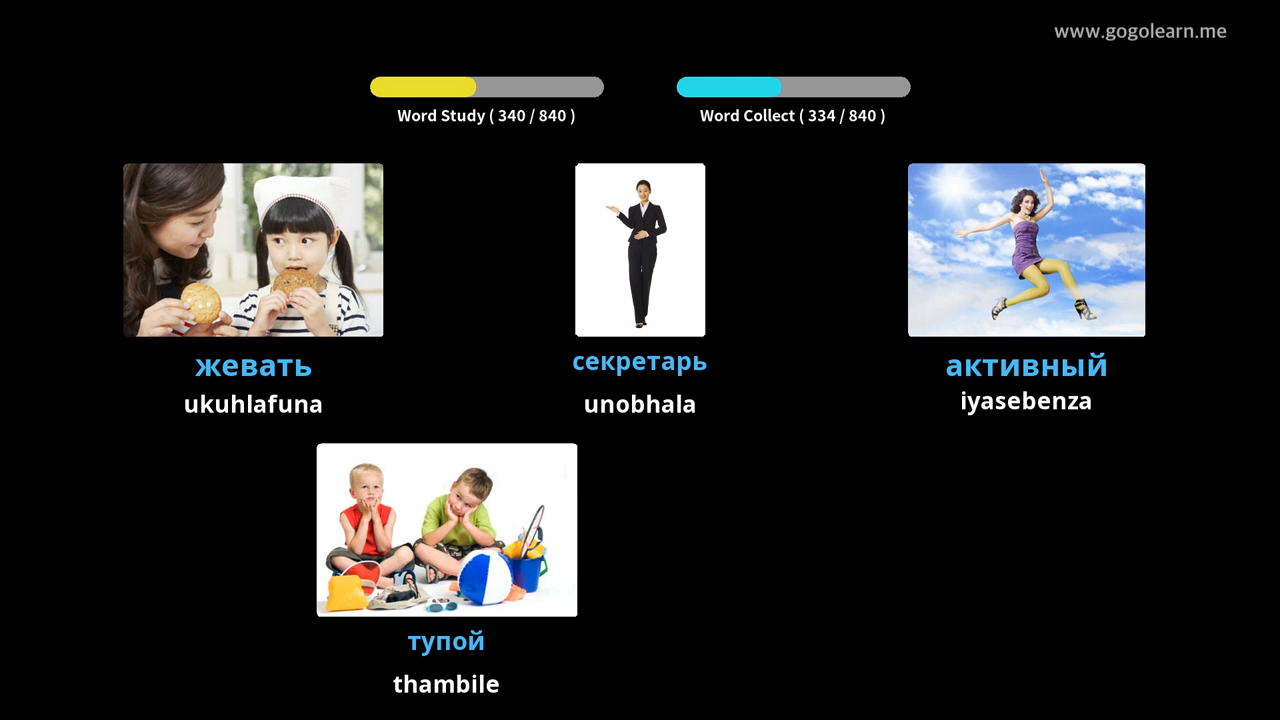 www.gogolearn.me
Word Study ( 340 / 840 )
Word Collect ( 334 / 840 )
жевать
ukuhlafuna
секретарь
unobhala
активный
iyasebenza
тупой
thambile